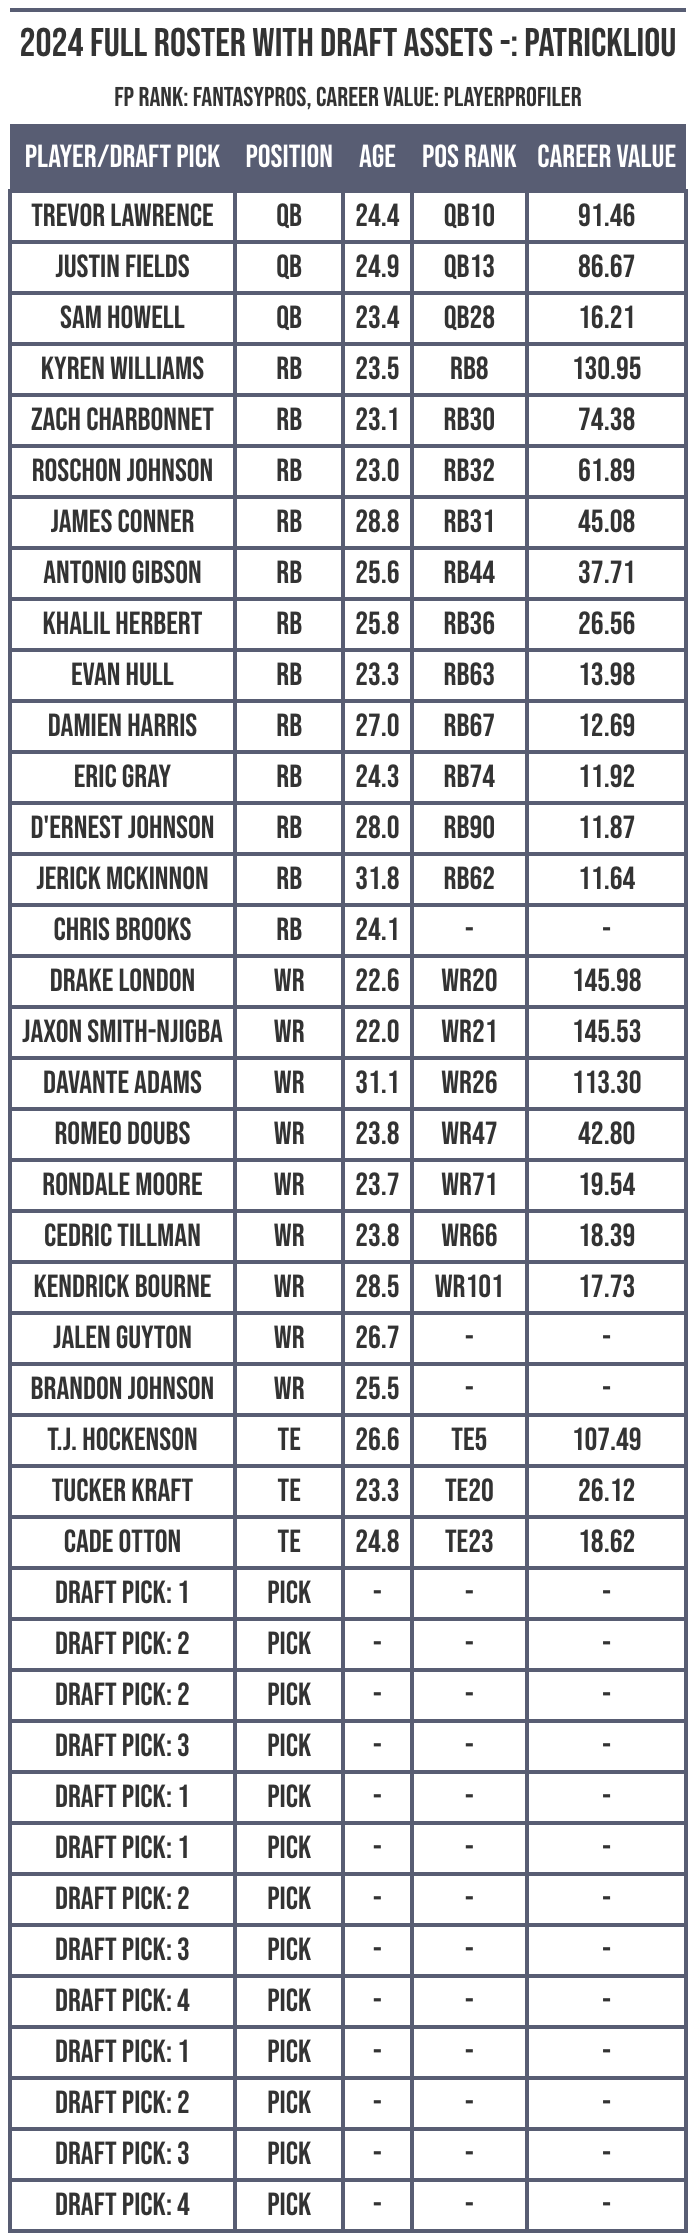 2024 FULL ROSTER WITH DRAFT ASSETS -: PATRICKLIOU
FP RANK: FANTASYPROS, CAREER VALUE: PLAYERPROFILER
PLAYER/DRAFT PICK POSITION AGE POS RANK CAREER VALUE
TREVOR LAWRENCE QB 24.4 QB10 91.46
JUSTIN FIELDS QB 24.9 QB13 86.67
SAM HOWELL QB 23.4 QB28 16.21
KYREN WILLIAMS RB 23.5 RB8 130.95
ZACH CHARBONNET RB 23.1 RB30 74.38
ROSCHON JOHNSON RB 23.0 RB32 61.89
JAMES CONNER RB 28.8 RB31 45.08
ANTONIO GIBSON RB 25.6 RB44 37.71
KHALIL HERBERT RB 25.8 RB36 26.56
EVAN HULL RB 23.3 RB63 13.98
DAMIEN HARRIS RB 27.0 RB67 12.69
ERIC GRAY RB 24.3 RB74 11.92
D'ERNEST JOHNSON RB 28.0 RB90 11.87
JERICK MCKINNON RB 31.8 RB62 11.64
CHRIS BROOKS RB 24.1 - -
DRAKE LONDON WR 22.6 WR20 145.98
JAXON SMITH-NJIGBA WR 22.0 WR21 145.53
DAVANTE ADAMS WR 31.1 WR26 113.30
ROMEO DOUBS WR 23.8 WR47 42.80
RONDALE MOORE WR 23.7 WR71 19.54
CEDRIC TILLMAN WR 23.8 WR66 18.39
KENDRICK BOURNE WR 28.5 WR101 17.73
JALEN GUYTON WR 26.7 - -
BRANDON JOHNSON WR 25.5 - -
T.J. HOCKENSON TE 26.6 TE5 107.49
TUCKER KRAFT TE 23.3 TE20 26.12
CADE OTTON TE 24.8 TE23 18.62
DRAFT PICK: 1 PICK - - -
DRAFT PICK: 2 PICK - - -
DRAFT PICK: 2 PICK - - -
DRAFT PICK: 3 PICK - - -
DRAFT PICK: 1 PICK - - -
DRAFT PICK: 1 PICK - - -
DRAFT PICK: 2 PICK - - -
DRAFT PICK: 3 PICK - - -
DRAFT PICK: 4 PICK - - -
DRAFT PICK: 1 PICK - - -
DRAFT PICK: 2 PICK - - -
DRAFT PICK: 3 PICK - - -
DRAFT PICK: 4 PICK - - -